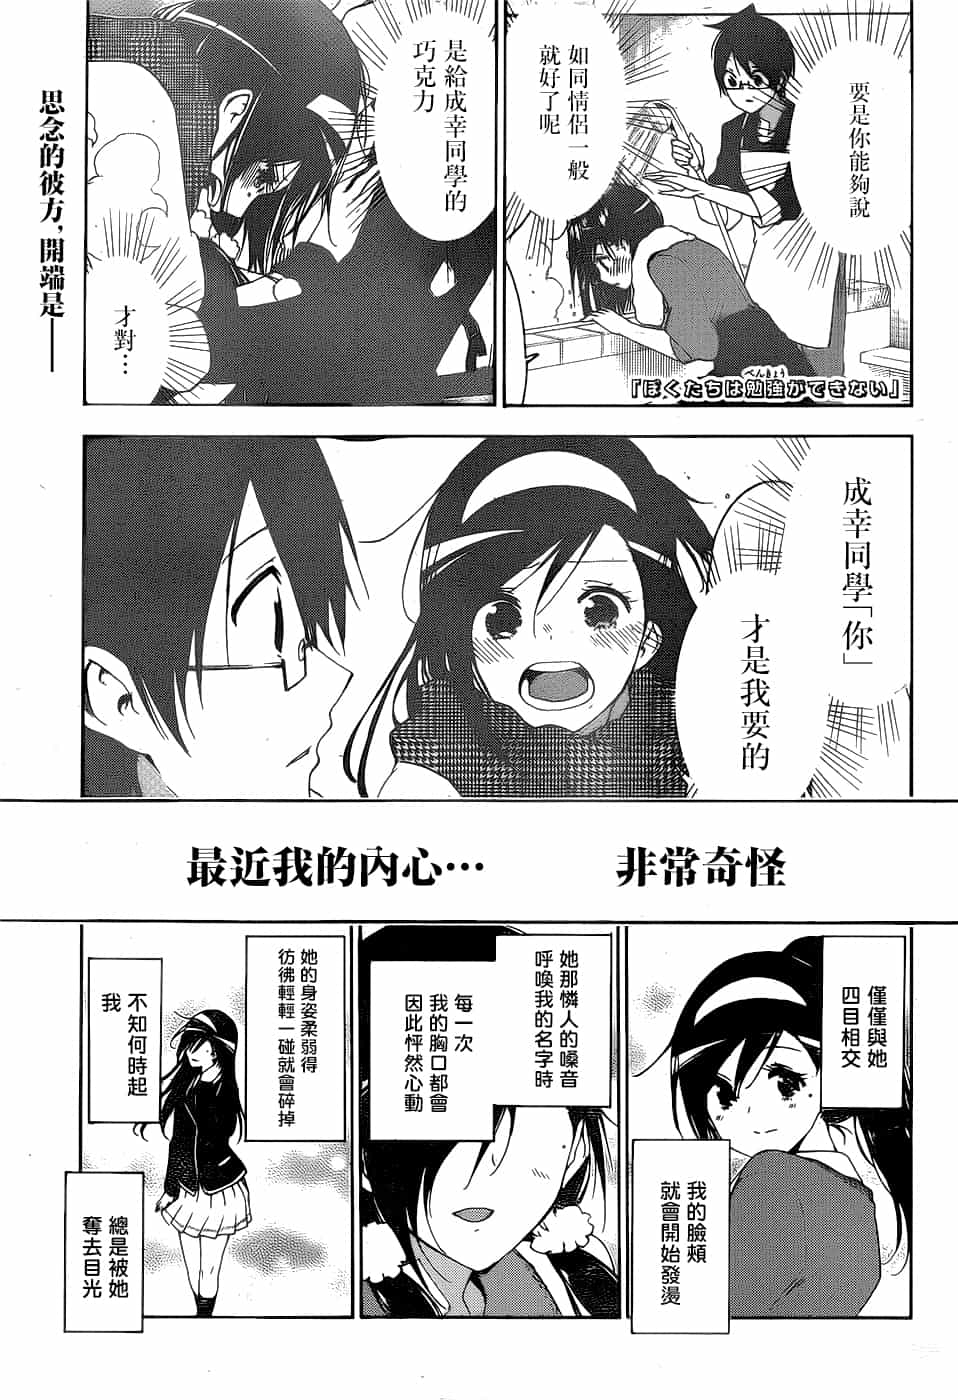 要是你能夠說
如同情侶一般
就好了呢
「ぼくたちは勉強ができない」
べんきょう
是給成幸同學的
巧克力
才對…
思念的彼方，開端是——
成幸同學「你」
才是我要的
最近我的內心… 非常奇怪
僅僅與她
四目相交
我的臉頰
就會開始發燙
她那憐人的嗓音
呼喚我的名字時
每一次
我的胸口都會
因此怦然心動
她的身姿柔弱得
彷彿輕輕一碰就會碎掉
不知何時起
我
總是被她
奪去目光